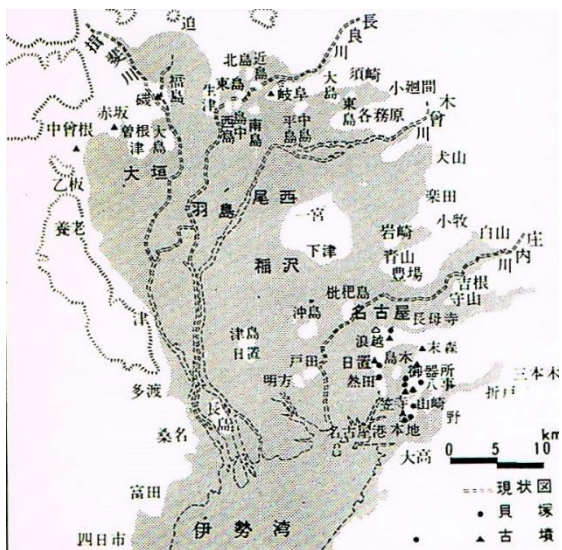 迫
長良川
揖斐川
北島
近島
福島
東島
生津
岐阜
大島
須崎
小廻間
磯
東島
各務原
木曾川
赤坂
中曽根
曽根
大島
津
西島
中島
南島
平島
中島
犬山
乙坂
大垣
羽島
尾西
楽田
養老
一宮
下津
岩崎
小牧
白山
庄内川
稲沢
青山
豊場
枇杷島
吉根
守山
沖島
名古屋
長母寺
津
津島
日置
浪越
末森
戸田
日置
島木
御器所
熱田
八事
三本木
多渡
明方
折戸
長島
笠寺
山崎
野
桑名
名古屋港
本地
大高
0 5 10 km
富田
現状図
貝塚
伊勢湾
古墳
四日市